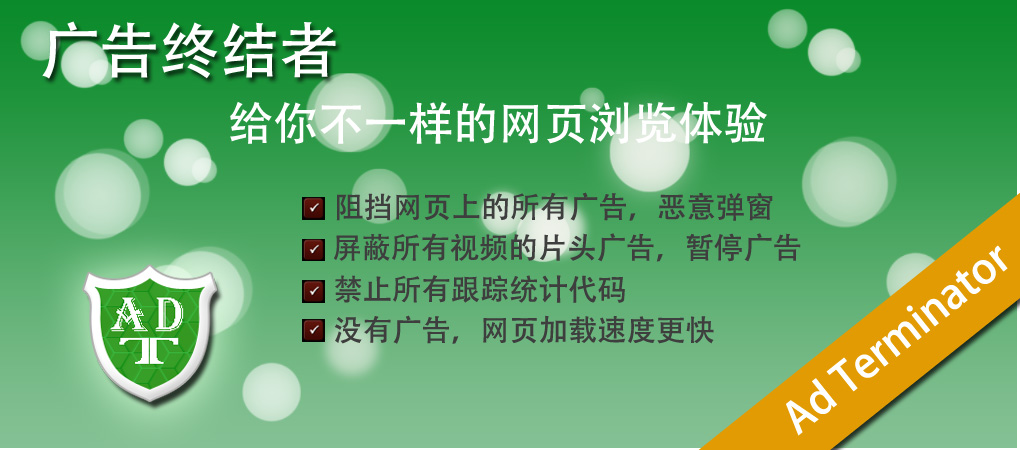 广告终结者
给你不一样的网页浏览体验
阻挡网页上的所有广告，恶意弹窗
屏蔽所有视频的片头广告，暂停广告
禁止所有跟踪统计代码
没有广告，网页加载速度更快
AD
T
Ad Terminator